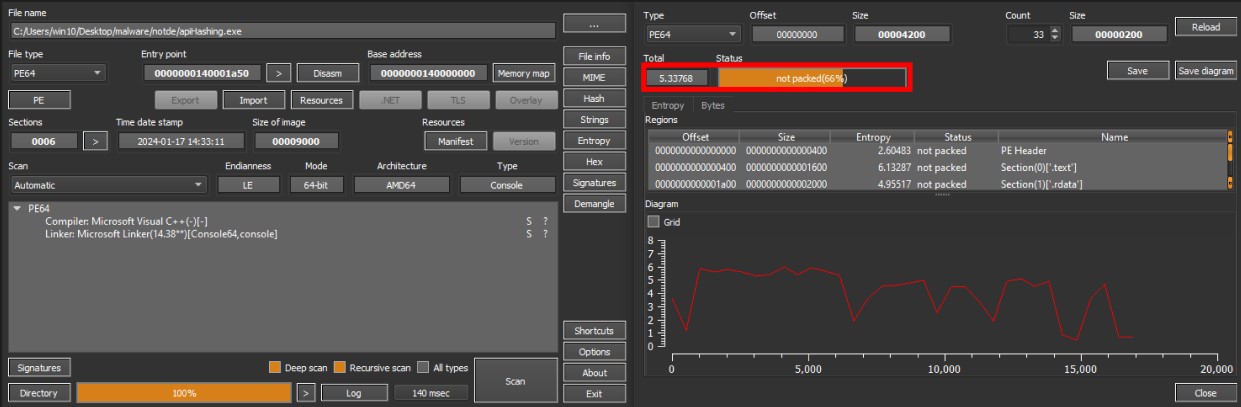 File name
...
C:/Users/win10/Desktop/malware/notde/apiHashing.exe
File type Entry point Base address
PE64 0000000140001a50 > Disasm 0000000140000000 Memory map
PE Export Import Resources .NET TLS Overlay
Sections Time date stamp Size of image Resources
0006 > 2024-01-17 14:33:11 00009000 Manifest Version
Scan Endianness Mode Architecture Type
Automatic LE 64-bit AMD64 Console
PE64
Compiler: Microsoft Visual C++(-)[-] S ?
Linker: Microsoft Linker(14.38**)[Console64,console] S ?
File info
MIME
Hash
Strings
Entropy
Hex
Signatures
Demangle
Shortcuts
Options
About
Exit
Signatures Deep scan Recursive scan All types Scan
Directory 100% > Log 140 msec
Type Offset Size Count Size
PE64 00000000 00004200 33 00000200 Reload
Total Status
5.33768 not packed(66%) Save Save diagram
Entropy Bytes
Regions
Offset Size Entropy Status Name
0000000000000000 0000000000000400 2.60483 not packed PE Header
0000000000000400 0000000000001600 6.13287 not packed Section(0)['.text']
0000000000001a00 0000000000002000 4.95517 not packed Section(1)['.rdata']
Diagram
Grid
8
7
6
5
4
3
2
1
0
0 5,000 10,000 15,000 20,000
Close